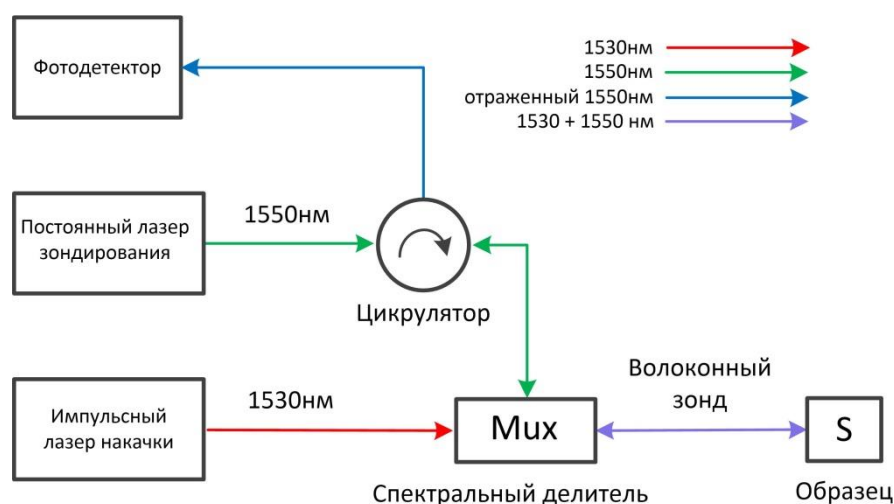 Фотодетектор
1530нм
1550нм
отраженный 1550нм
1530 + 1550 нм
Постоянный лазер
зондирования
1550нм
Цикрулятор
Импульсный
лазер накачки
1530нм
Mux
Спектральный делитель
Волоконный
зонд
S
Образец